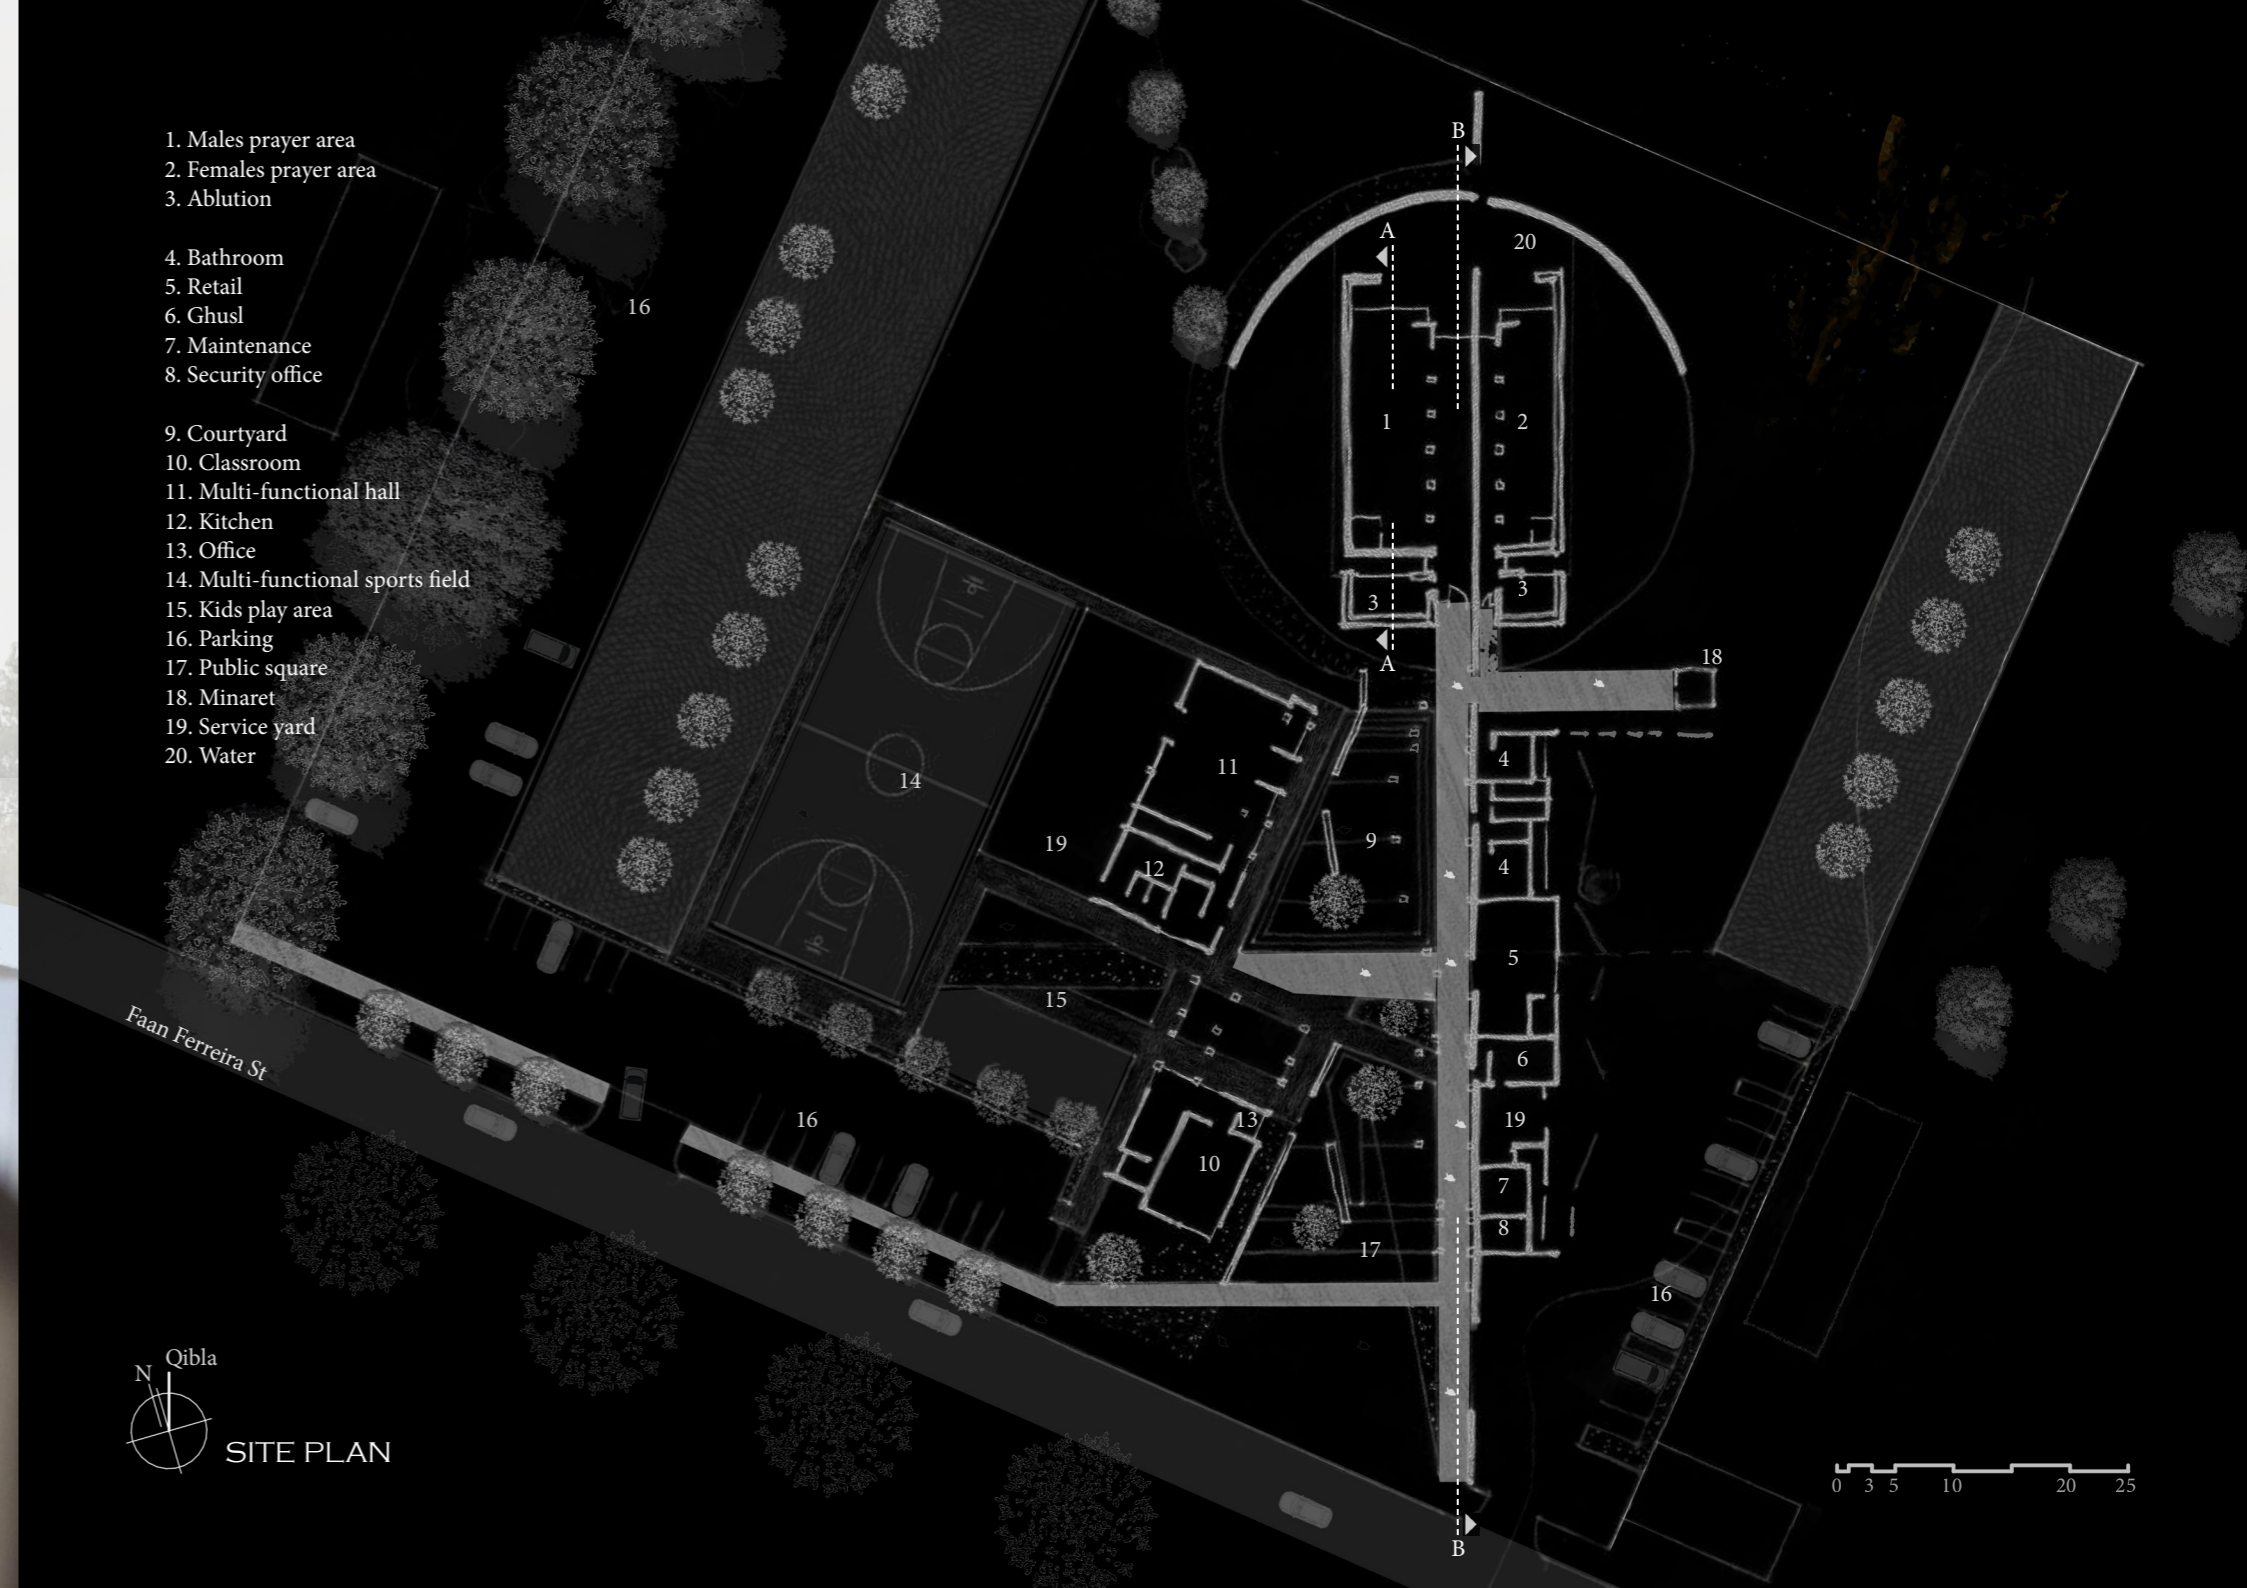 1. Males prayer area
2. Females prayer area
3. Ablution
4. Bathroom
5. Retail
6. Ghusl
7. Maintenance
8. Security office
9. Courtyard
10. Classroom
11. Multi-functional hall
12. Kitchen
13. Office
14. Multi-functional sports field
15. Kids play area
16. Parking
17. Public square
18. Minaret
19. Service yard
20. Water
B
A
20
16
1
2
3
3
A
18
4
11
14
9
19
12
4
5
15
6
16
13
19
10
7
8
17
16
Faan Ferreira St
B
N
Qibla
SITE PLAN
0 3 5 10 20 25